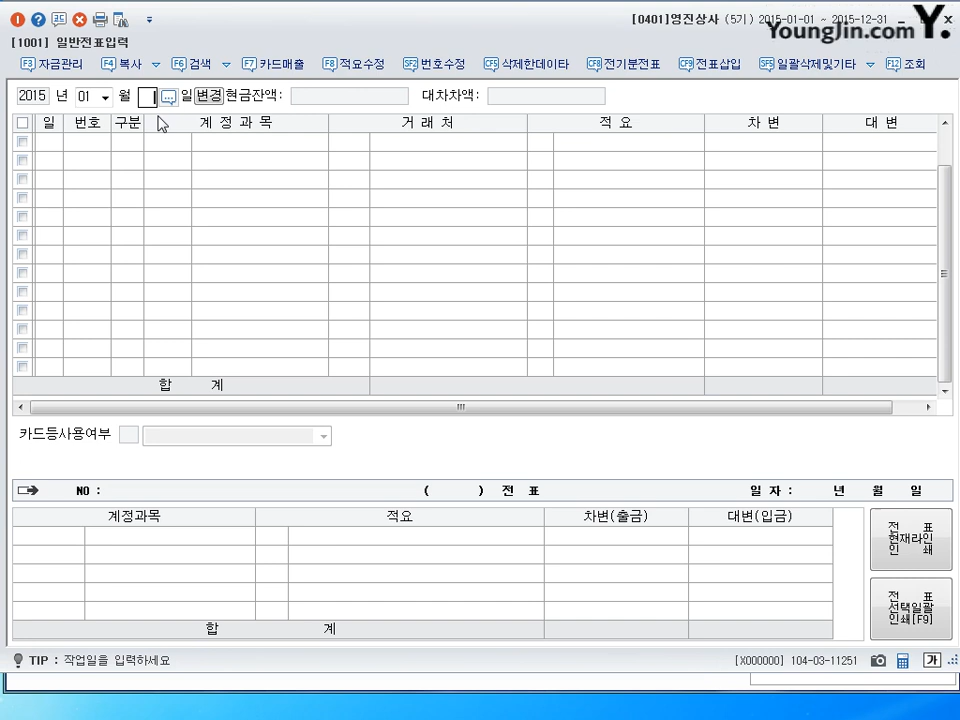 [0401]영진상사 (5기) 2015-01-01 ~ 2015-12-31
YoungJin.com Y.
[1001] 일반전표입력
F3 자금관리 F4 복사 F6 검색 F7 카드매출 F8 적요수정 SF2 번호수정 CF5 삭제한데이타 CF8 전기분전표 CF9 전표삽입 SF5 일괄삭제및기타 F12 조회
2015 년 01 월 일 변경 현금잔액: 대차차액:
일 번호 구분 계 정 과 목 거 래 처 적 요 차 변 대 변
합 계
카드등사용여부
NO : ( ) 전 표 일 자 : 년 월 일
계정과목 적요 차변(출금) 대변(입금)
전 표
현재라인
인 쇄
전 표
선택일괄
인쇄[F9]
합 계
TIP : 작업일을 입력하세요 [X000000] 104-03-11251 가